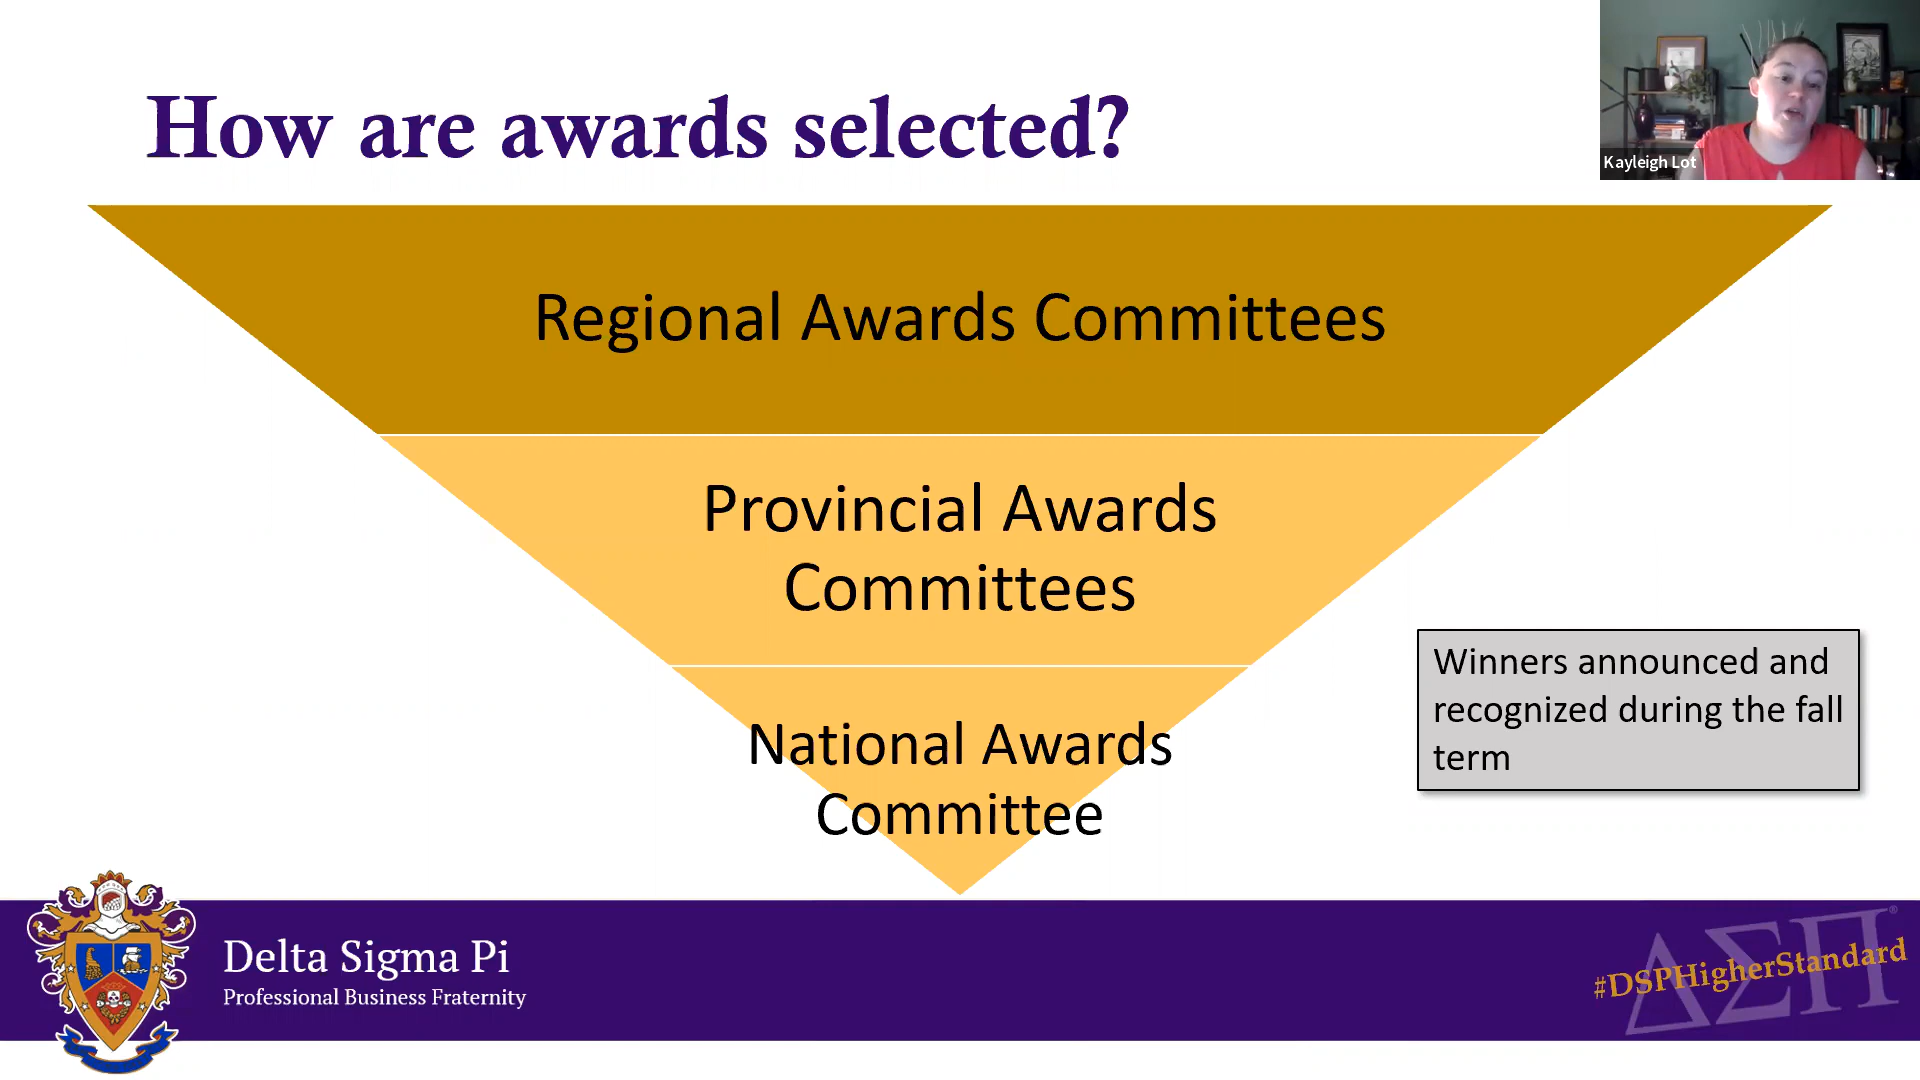 How are awards selected?
Kayleigh Lot
Regional Awards Committees
Provincial Awards
Committees
National Awards
Committee
Winners announced and
recognized during the fall
term
Delta Sigma Pi
Professional Business Fraternity
ΔΣΠ®
#DSPHigherStandard